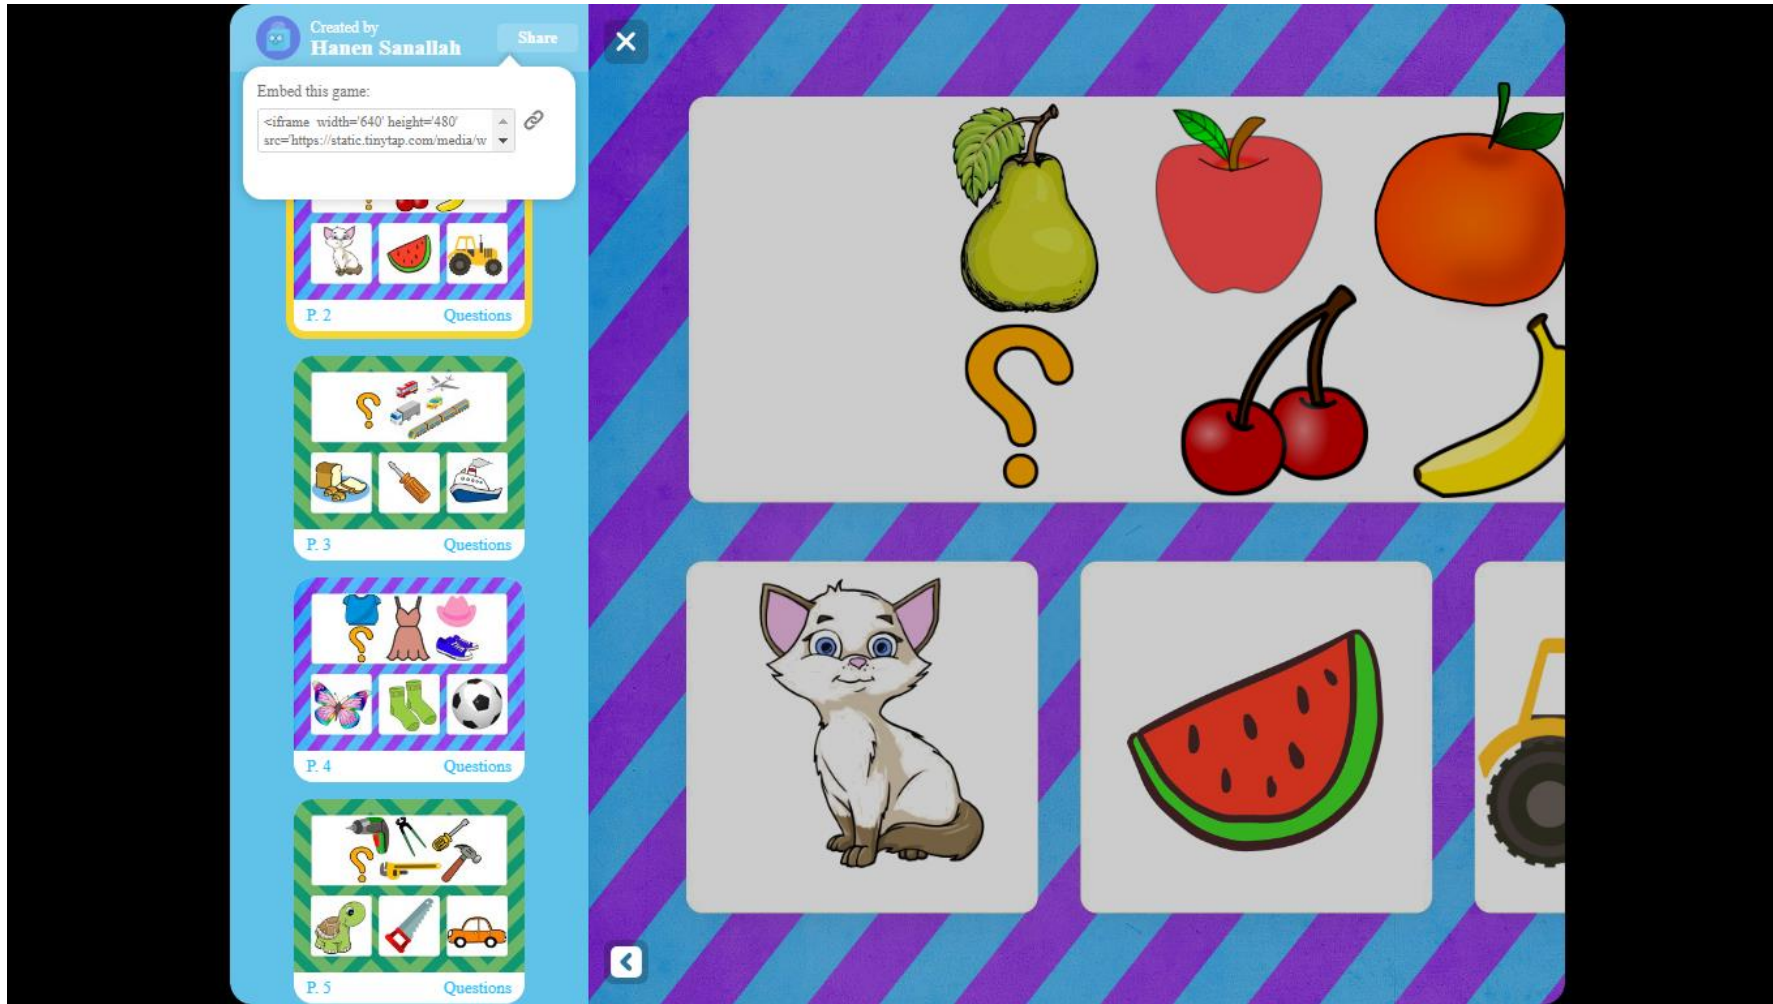 Created by
Hanen Sanallah
Share
Embed this game:
<iframe width='640' height='480'
src='https://static.tinytap.com/media/w
P. 2 Questions
P. 3 Questions
P. 4 Questions
P. 5 Questions
?